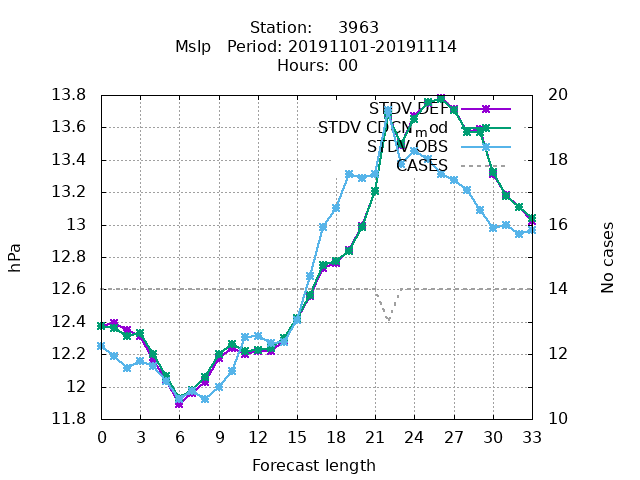 Station: 3963
Mslp Period: 20191101-20191114
Hours: 00
13.8
13.6
13.4
13.2
13
12.8
12.6
12.4
12.2
12
11.8
hPa
STDV DEF
STDV CDCN_mod
STDV OBS
CASES
20
18
16
14
12
10
No cases
0 3 6 9 12 15 18 21 24 27 30 33
Forecast length